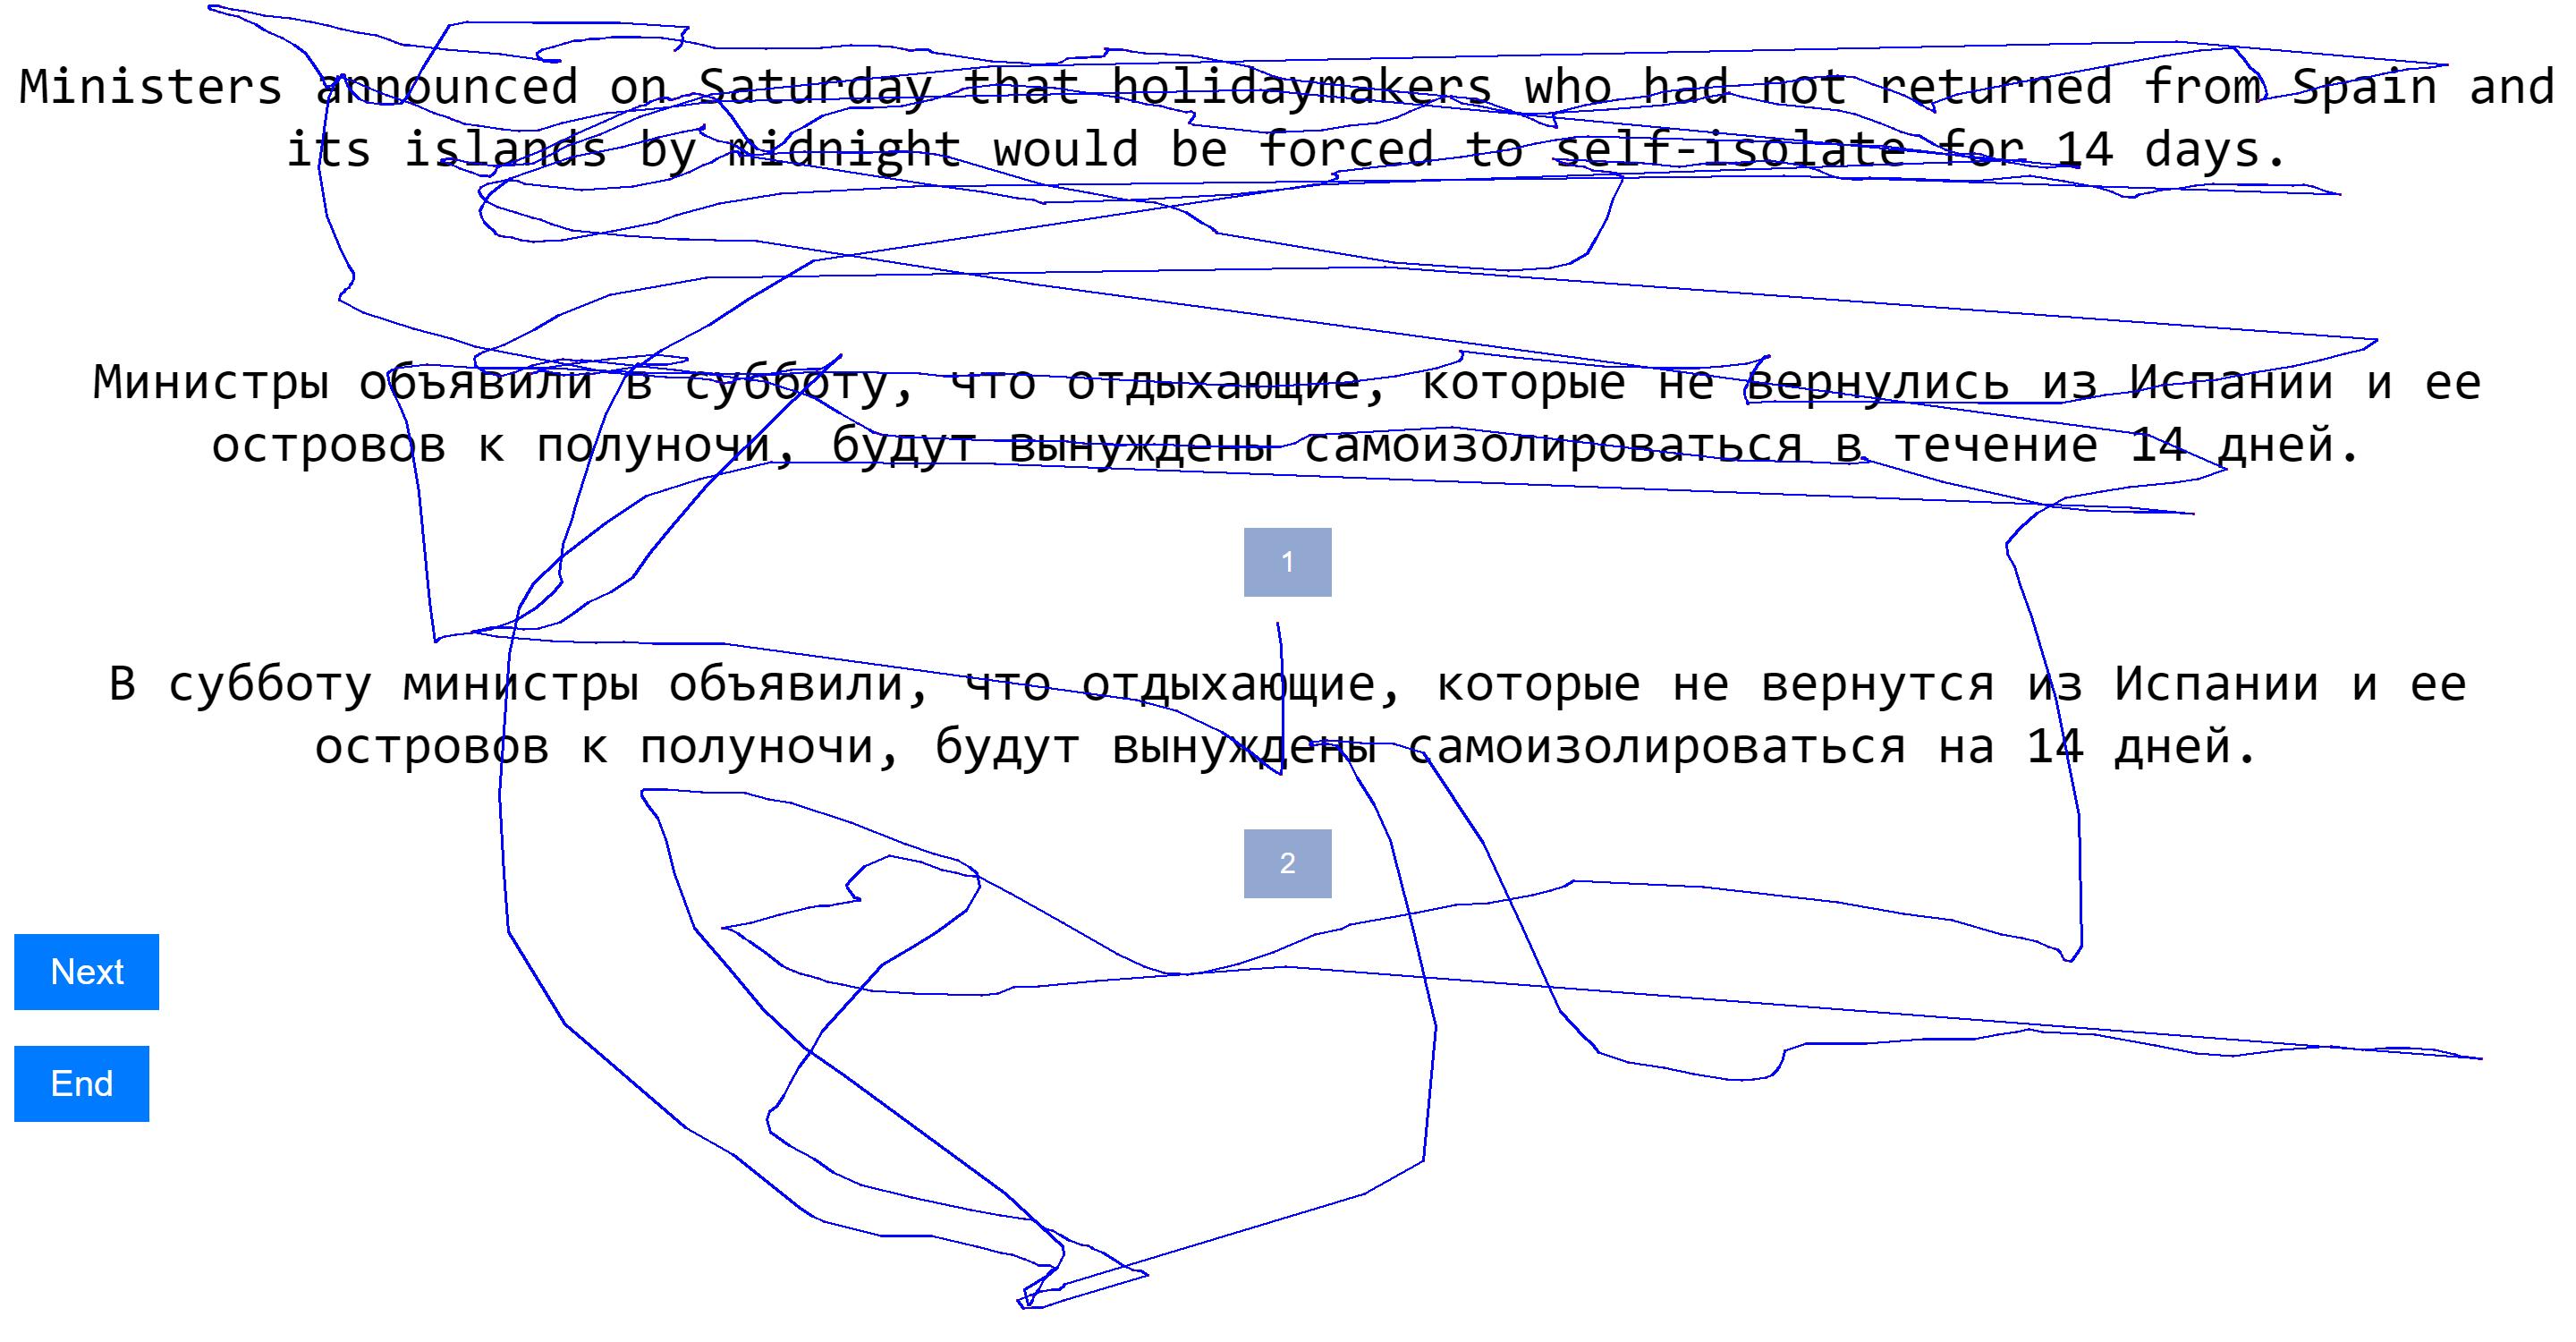 Ministers announced on Saturday that holidaymakers who had not returned from Spain and
its islands by midnight would be forced to self-isolate for 14 days.
Министры объявили в субботу, что отдыхающие, которые не вернулись из Испании и ее
островов к полуночи, будут вынуждены самоизолироваться в течение 14 дней.
1
В субботу министры объявили, что отдыхающие, которые не вернутся из Испании и ее
островов к полуночи, будут вынуждены самоизолироваться на 14 дней.
2
Next
End